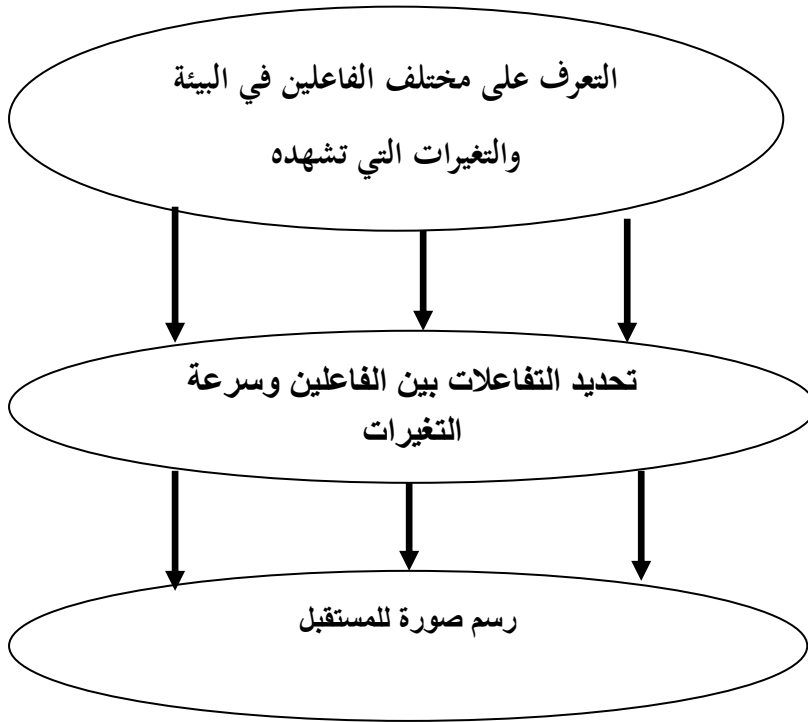 التعرف على مختلف الفاعلين في البيئة
والتغيرات التي تشهده
تحديد التفاعلات بين الفاعلين وسرعة
التغيرات
رسم صورة للمستقبل